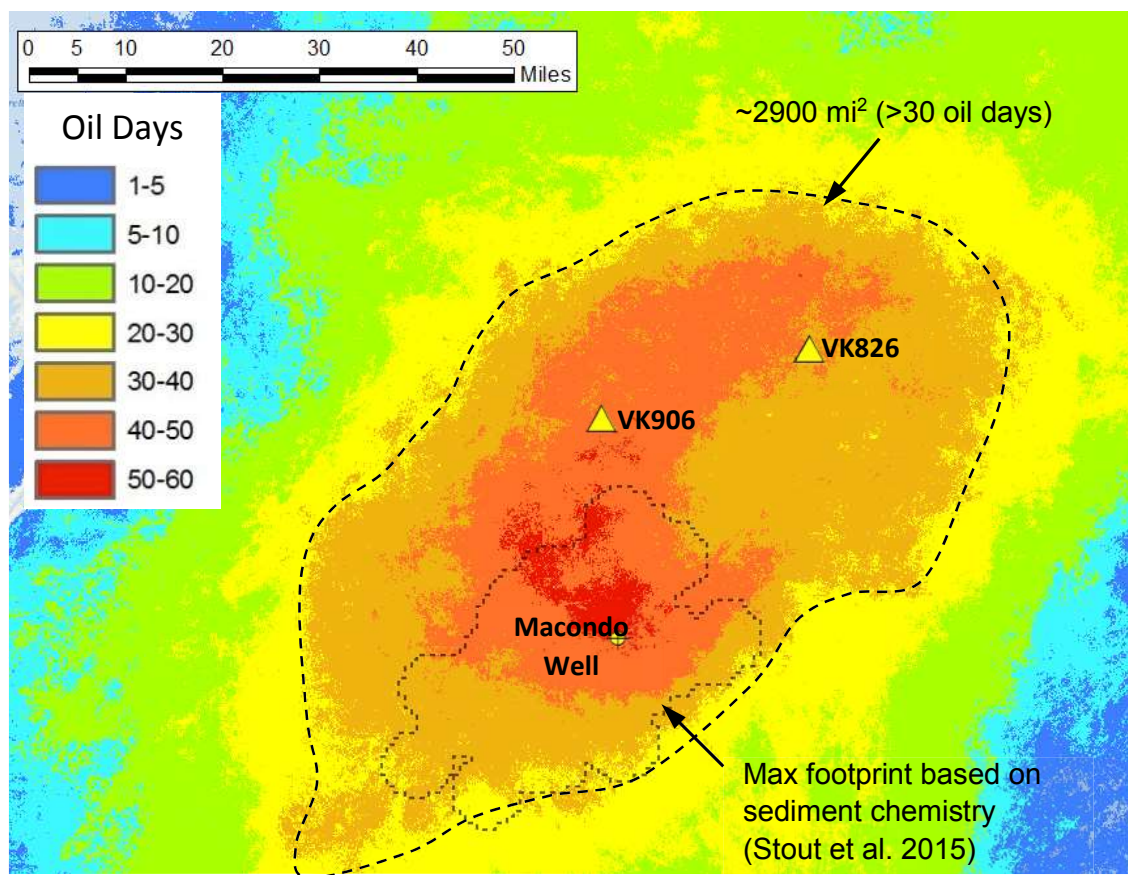 0 5 10 20 30 40 50
Miles
Oil Days
1-5
5-10
10-20
20-30
30-40
40-50
50-60
~2900 mi² (>30 oil days)
VK826
VK906
Macondo
Well
Max footprint based on
sediment chemistry
(Stout et al. 2015)